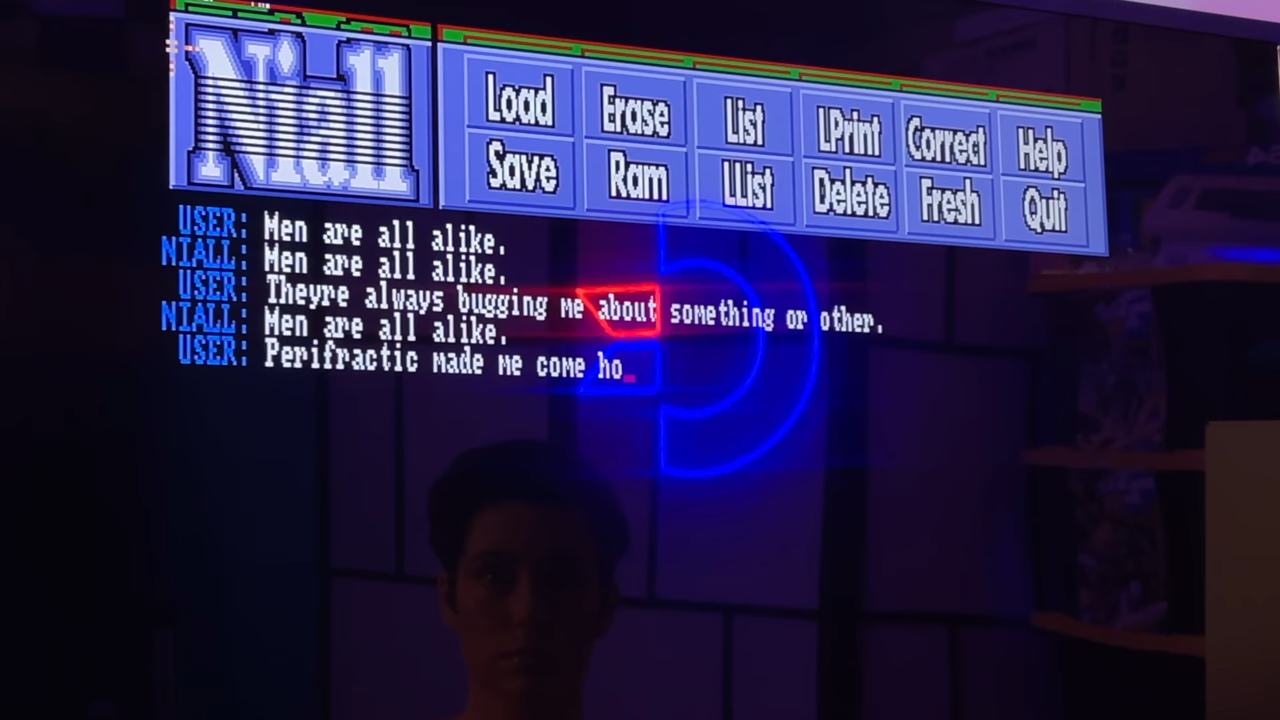 Niall
Load Erase List LPrint Correct Help
Save Ram LList Delete Fresh Quit
USER: Men are all alike.
NIALL: Men are all alike.
USER: Theyre always bugging me about something or other.
NIALL: Men are all alike.
USER: Perifractic made me come ho